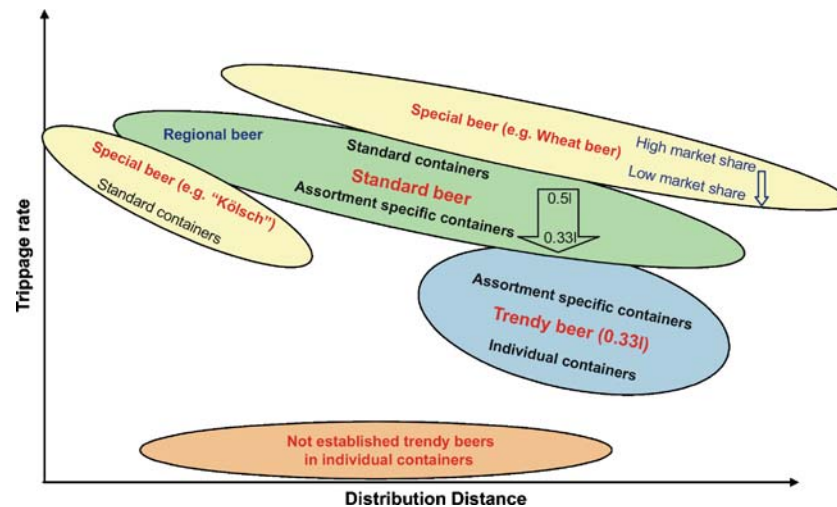 Trippage rate
Special beer (e.g. Wheat beer)
High market share
Low market share
Regional beer
Standard containers
Standard beer
Assortment specific containers
0.5l
0.33l
Special beer (e.g. “Kölsch”)
Standard containers
Assortment specific containers
Trendy beer (0.33l)
Individual containers
Not established trendy beers
in individual containers
Distribution Distance